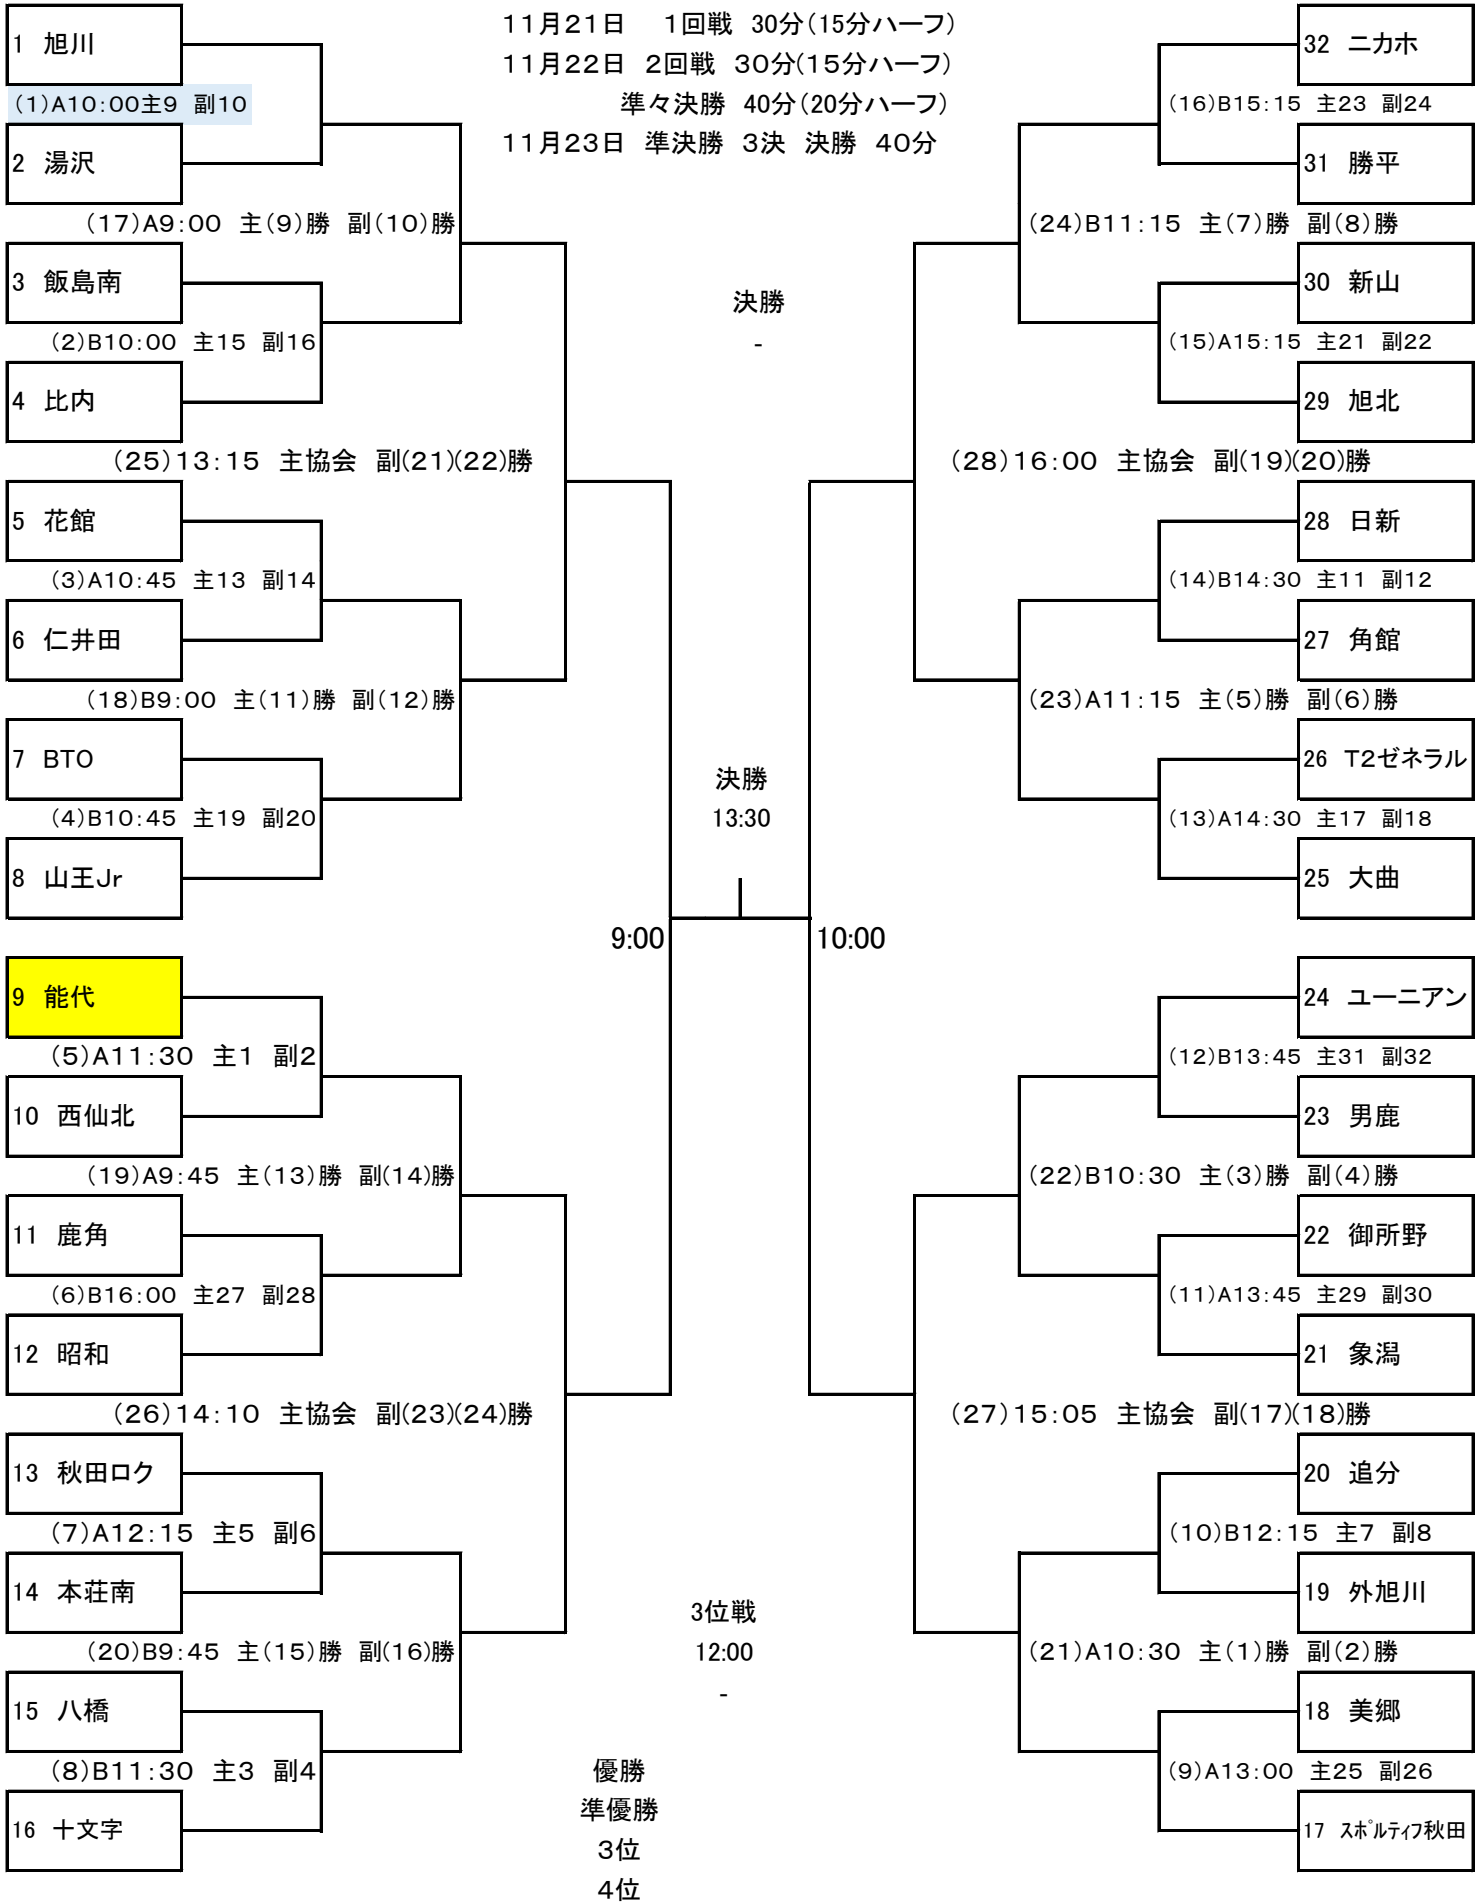 11月21日　1回戦　30分(15分ハーフ)
11月22日　2回戦　30分(15分ハーフ)
準々決勝　40分(20分ハーフ)
11月23日　準決勝　3決　決勝　40分
1　旭川
(1)A10:00主9　副10
2　湯沢
(17)A9:00　主(9)勝　副(10)勝
3　飯島南
(2)B10:00　主15　副16
4　比内
(25)13:15　主協会　副(21)(22)勝
5　花館
(3)A10:45　主13　副14
6　仁井田
(18)B9:00　主(11)勝　副(12)勝
7　BTO
(4)B10:45　主19　副20
8　山王Jr
9　能代
(5)A11:30　主1　副2
10　西仙北
(19)A9:45　主(13)勝　副(14)勝
11　鹿角
(6)B16:00　主27　副28
12　昭和
(26)14:10　主協会　副(23)(24)勝
13　秋田ロク
(7)A12:15　主5　副6
14　本荘南
(20)B9:45　主(15)勝　副(16)勝
15　八橋
(8)B11:30　主3　副4
16　十文字
決勝
-
決勝
13:30
9:00
10:00
3位戦
12:00
-
優勝
準優勝
3位
4位
32　ニカホ
(16)B15:15　主23　副24
31　勝平
(24)B11:15　主(7)勝　副(8)勝
30　新山
(15)A15:15　主21　副22
29　旭北
(28)16:00　主協会　副(19)(20)勝
28　日新
(14)B14:30　主11　副12
27　角館
(23)A11:15　主(5)勝　副(6)勝
26　T2ゼネラル
(13)A14:30　主17　副18
25　大曲
24　ユーニアン
(12)B13:45　主31　副32
23　男鹿
(22)B10:30　主(3)勝　副(4)勝
22　御所野
(11)A13:45　主29　副30
21　象潟
(27)15:05　主協会　副(17)(18)勝
20　追分
(10)B12:15　主7　副8
19　外旭川
(21)A10:30　主(1)勝　副(2)勝
18　美郷
(9)A13:00　主25　副26
17　ｽﾎﾟﾙﾃｨﾌ秋田